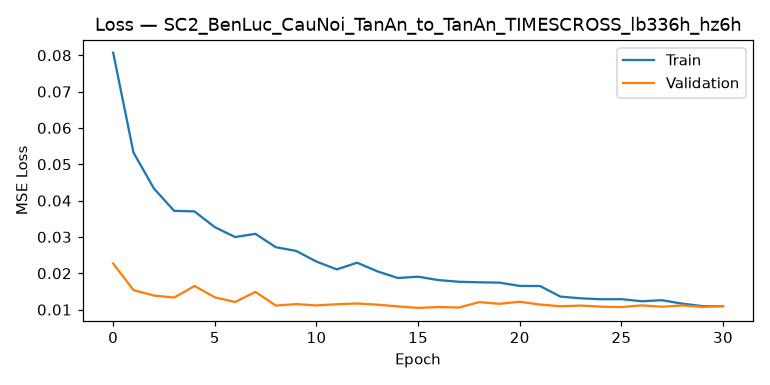 Loss — SC2_BenLuc_CauNoi_TanAn_to_TanAn_TIMESCROSS_lb336h_hz6h
Train
Validation
MSE Loss
0.08
0.07
0.06
0.05
0.04
0.03
0.02
0.01
0 5 10 15 20 25 30
Epoch